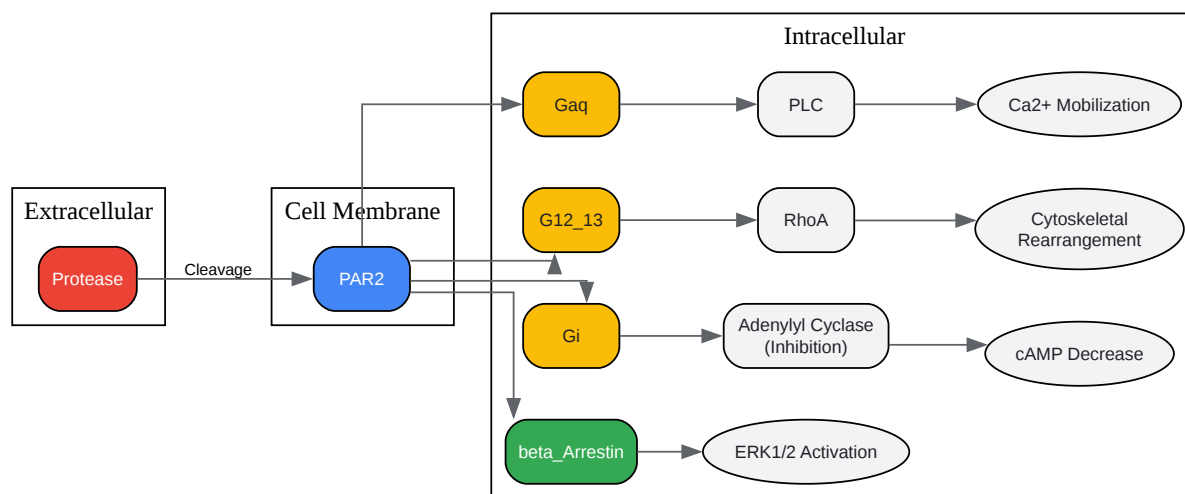 Intracellular
Gaq
PLC
Ca2+ Mobilization
Extracellular
Cell Membrane
G12_13
RhoA
Cytoskeletal
Rearrangement
Protease
Cleavage
PAR2
Gi
Adenylyl Cyclase
(Inhibition)
cAMP Decrease
beta_Arrestin
ERK1/2 Activation